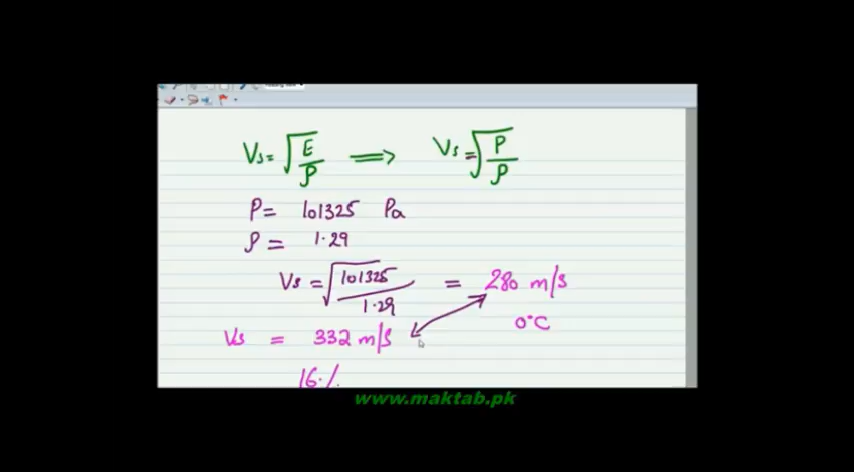 Vs = √E/ρ ⟹ Vs = √P/ρ
P = 101325 Pa
ρ = 1.29
Vs = √101325/1.29 = 280 m/s
0°C
Vs = 332 m/s
16%
www.maktab.pk